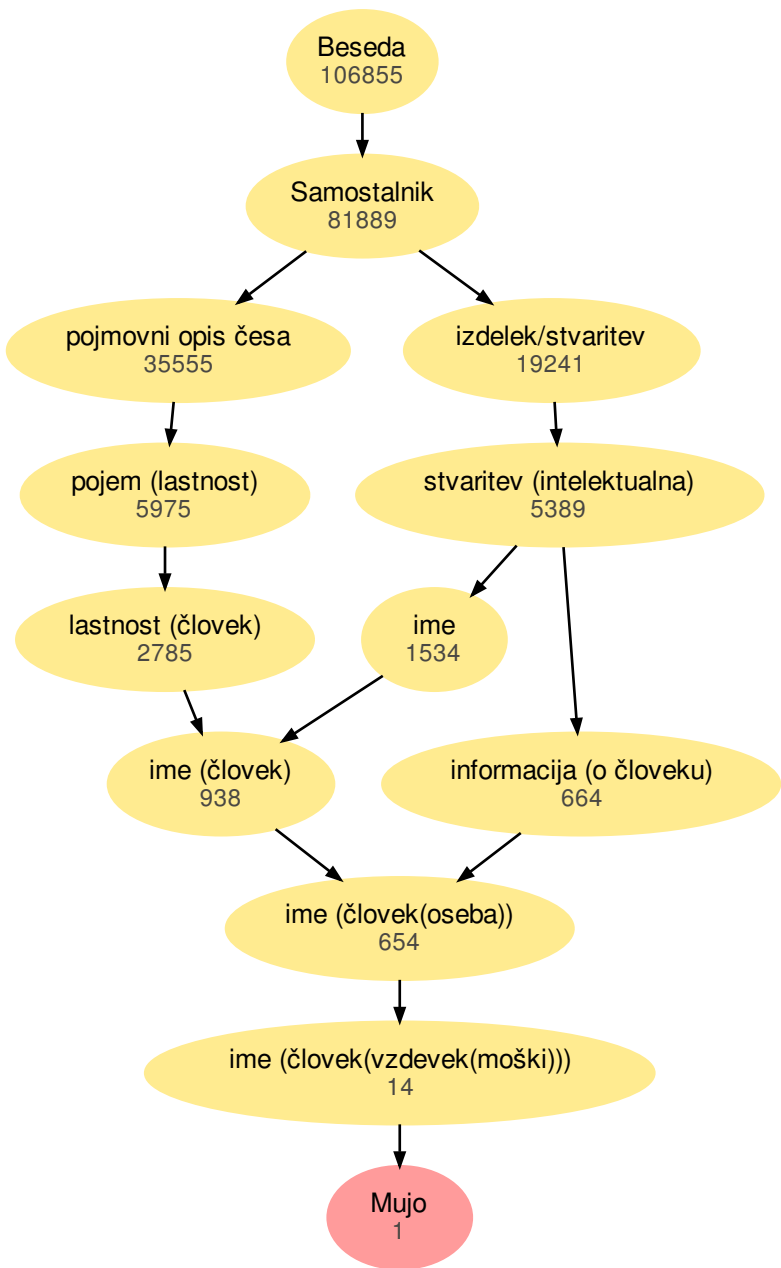 Beseda
106855
Samostalnik
81889
pojmovni opis česa
35555
izdelek/stvaritev
19241
pojem (lastnost)
5975
stvaritev (intelektualna)
5389
lastnost (človek)
2785
ime
1534
ime (človek)
938
informacija (o človeku)
664
ime (človek(oseba))
654
ime (človek(vzdevek(moški)))
14
Mujo
1